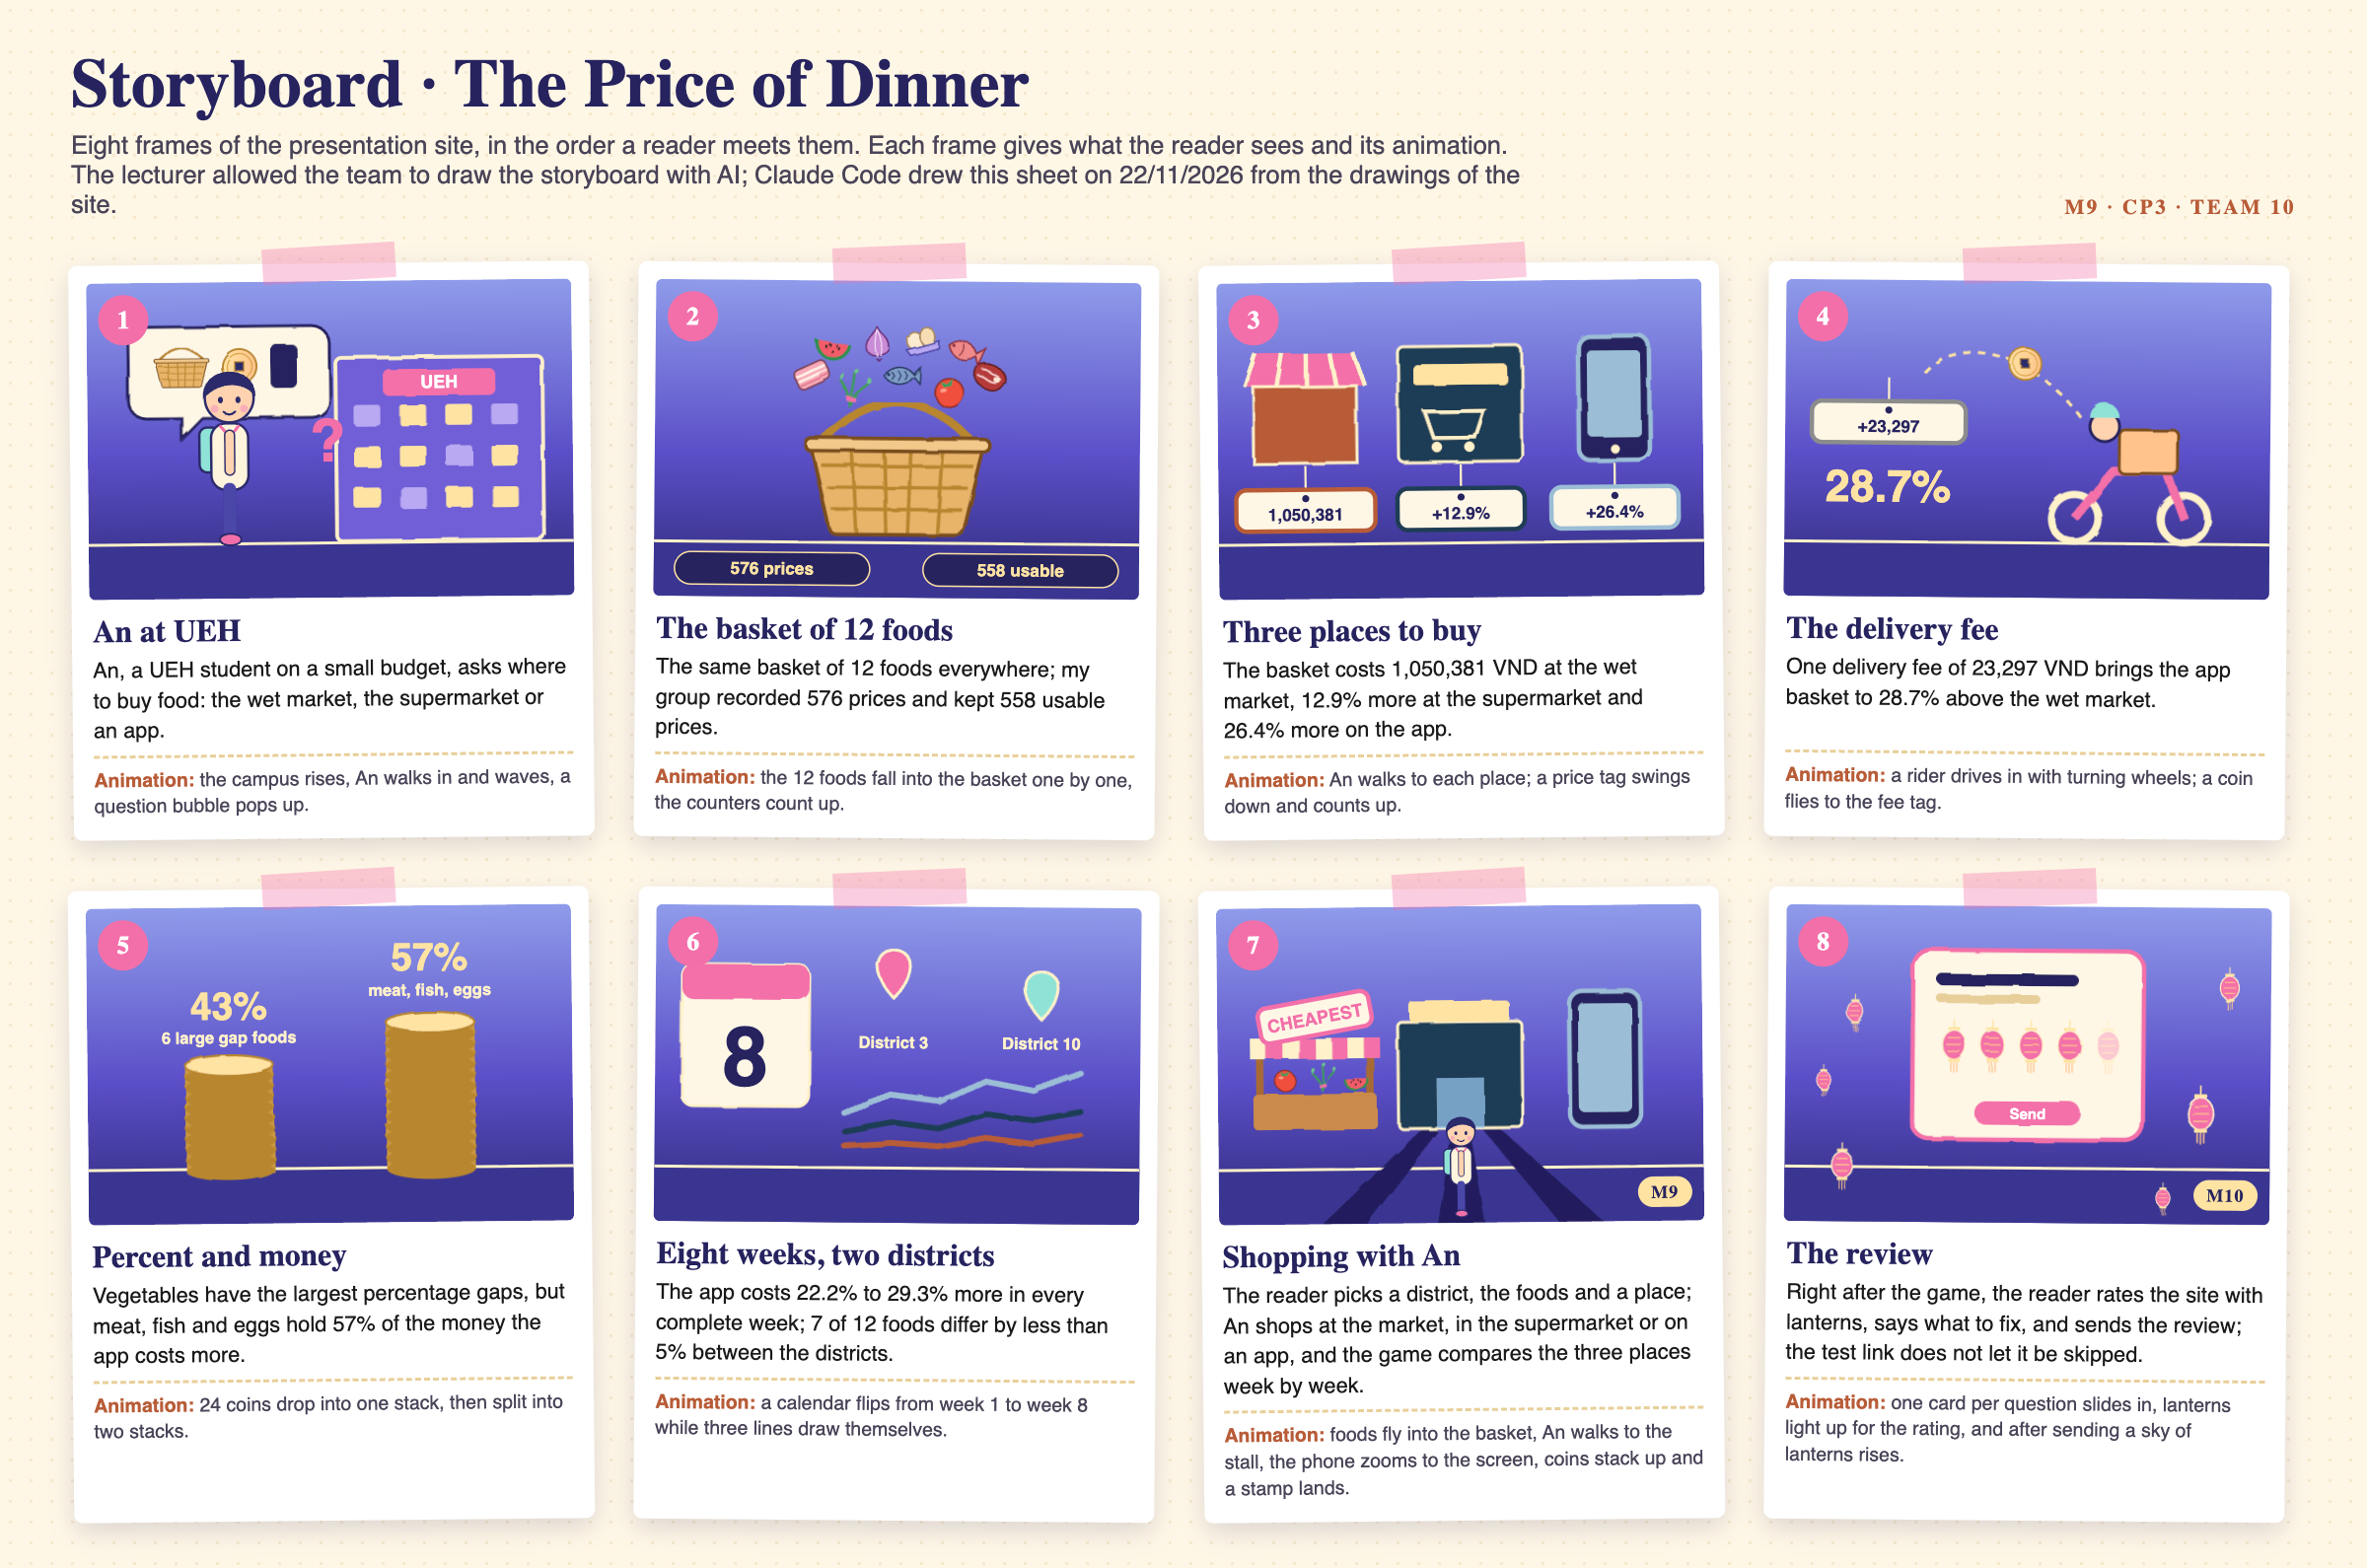 Storyboard · The Price of Dinner
Eight frames of the presentation site, in the order a reader meets them. Each frame gives what the reader sees and its animation.
The lecturer allowed the team to draw the storyboard with AI; Claude Code drew this sheet on 22/11/2026 from the drawings of the
site.
M9 · CP3 · TEAM 10
1
UEH
?
An at UEH
An, a UEH student on a small budget, asks where
to buy food: the wet market, the supermarket or
an app.
Animation: the campus rises, An walks in and waves, a
question bubble pops up.
2
576 prices
558 usable
The basket of 12 foods
The same basket of 12 foods everywhere; my
group recorded 576 prices and kept 558 usable
prices.
Animation: the 12 foods fall into the basket one by one,
the counters count up.
3
1,050,381
+12.9%
+26.4%
Three places to buy
The basket costs 1,050,381 VND at the wet
market, 12.9% more at the supermarket and
26.4% more on the app.
Animation: An walks to each place; a price tag swings
down and counts up.
4
+23,297
28.7%
The delivery fee
One delivery fee of 23,297 VND brings the app
basket to 28.7% above the wet market.
Animation: a rider drives in with turning wheels; a coin
flies to the fee tag.
5
43%
6 large gap foods
57%
meat, fish, eggs
Percent and money
Vegetables have the largest percentage gaps, but
meat, fish and eggs hold 57% of the money the
app costs more.
Animation: 24 coins drop into one stack, then split into
two stacks.
6
8
District 3
District 10
Eight weeks, two districts
The app costs 22.2% to 29.3% more in every
complete week; 7 of 12 foods differ by less than
5% between the districts.
Animation: a calendar flips from week 1 to week 8
while three lines draw themselves.
7
CHEAPEST
M9
Shopping with An
The reader picks a district, the foods and a place;
An shops at the market, in the supermarket or on
an app, and the game compares the three places
week by week.
Animation: foods fly into the basket, An walks to the
stall, the phone zooms to the screen, coins stack up and
a stamp lands.
8
Send
M10
The review
Right after the game, the reader rates the site with
lanterns, says what to fix, and sends the review;
the test link does not let it be skipped.
Animation: one card per question slides in, lanterns
light up for the rating, and after sending a sky of
lanterns rises.